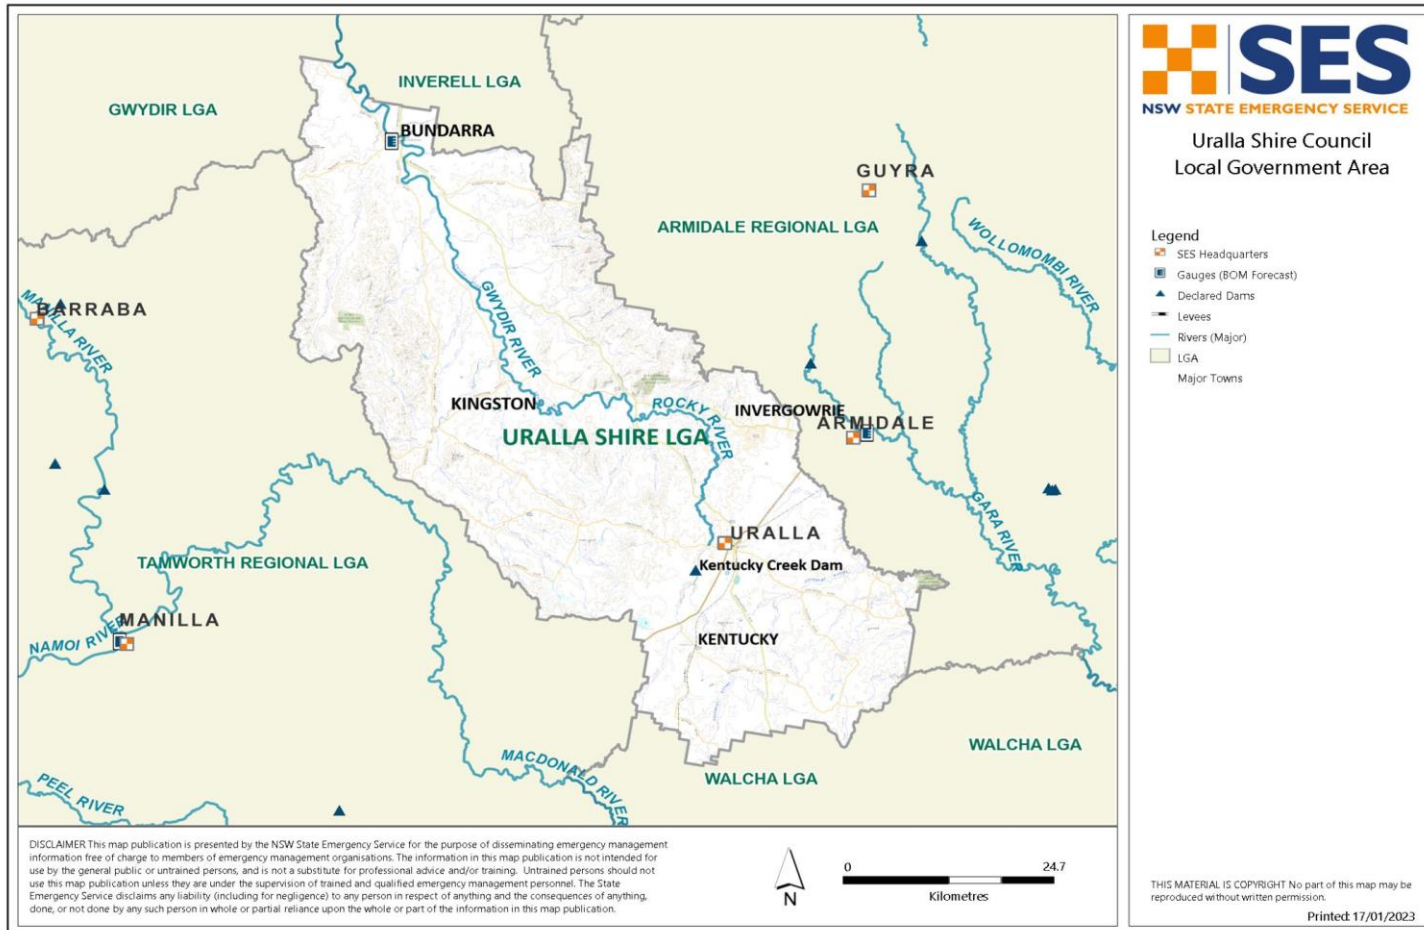 INVERELL LGA
GWYDIR LGA
BUNDARRA
GUYRA
ARMIDALE REGIONAL LGA
WOLLOMOMBI RIVER
MANILLA RIVER
BARRABA
GWYDIR RIVER
KINGSTON
ROCKY RIVER
INVERGOWRIE
ARMIDALE
URALLA SHIRE LGA
GARA RIVER
URALLA
Kentucky Creek Dam
TAMWORTH REGIONAL LGA
MANILLA
NAMOI RIVER
KENTUCKY
WALCHA LGA
MACDONALD RIVER
WALCHA LGA
PEEL RIVER
SES
NSW STATE EMERGENCY SERVICE
Uralla Shire Council
Local Government Area
Legend
SES Headquarters
Gauges (BOM Forecast)
Declared Dams
Levees
Rivers (Major)
LGA
Major Towns
DISCLAIMER This map publication is presented by the NSW State Emergency Service for the purpose of disseminating emergency management
information free of charge to members of emergency management organisations. The information in this map publication is not intended for
use by the general public or untrained persons, and is not a substitute for professional advice and/or training. Untrained persons should not
use this map publication unless they are under the supervision of trained and qualified emergency management personnel. The State
Emergency Service disclaims any liability (including for negligence) to any person in respect of anything and the consequences of anything,
done, or not done by any such person in whole or partial reliance upon the whole or part of the information in this map publication.
N
0 24.7
Kilometres
THIS MATERIAL IS COPYRIGHT No part of this map may be
reproduced without written permission.
Printed: 17/01/2023